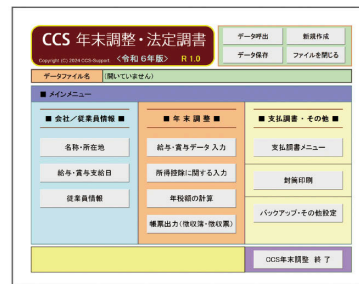 CCS 年末調整・法定調書
Copyright (C) 2024 CCS-Support <令和 6年版> R 1.0
データ呼出
新規作成
データ保存
ファイルを閉じる
データファイル名 (開いていません)
■ メインメニュー
■ 会社/従業員情報 ■
名称・所在地
給与・賞与支給日
従業員情報
■ 年 末 調 整 ■
給与・賞与データ 入力
所得控除に関する入力
年税額の計算
帳票出力(徴収簿・徴収票)
■ 支払調書・その他 ■
支払調書メニュー
封筒印刷
バックアップ・その他設定
CCS年末調整 終 了